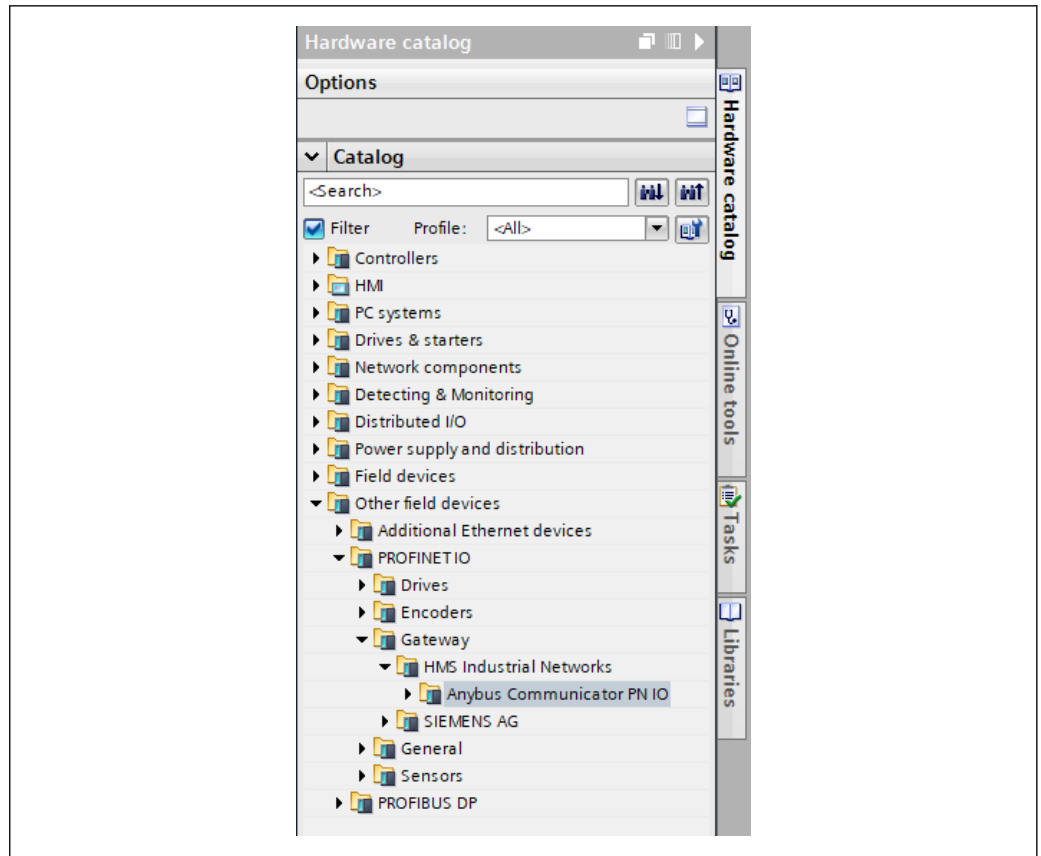 Hardware catalog
Options
Catalog
<Search>
Filter Profile: <All>
Controllers
HMI
PC systems
Drives & starters
Network components
Detecting & Monitoring
Distributed I/O
Power supply and distribution
Field devices
Other field devices
Additional Ethernet devices
PROFINET IO
Drives
Encoders
Gateway
HMS Industrial Networks
Anybus Communicator PN IO
SIEMENS AG
General
Sensors
PROFIBUS DP
Hardware catalog
Online tools
Tasks
Libraries